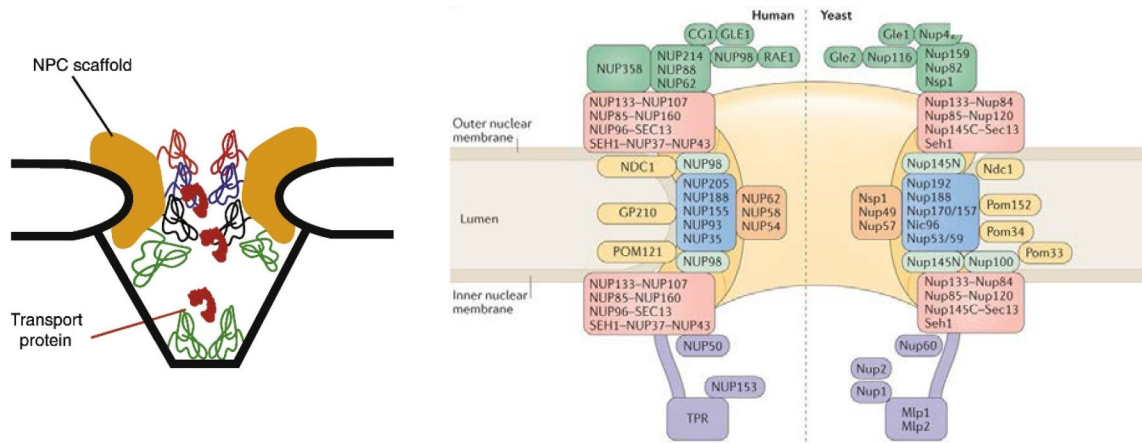 NPC scaffold
Transport
protein
Human
Yeast
CG1
GLE1
NUP358
NUP214
NUP88
NUP62
NUP98
RAE1
NUP133–NUP107
NUP85–NUP160
NUP96–SEC13
SEH1–NUP37–NUP43
Outer nuclear
membrane
NDC1
NUP98
GP210
NUP205
NUP188
NUP155
NUP93
NUP35
NUP62
NUP58
NUP54
Lumen
POM121
NUP98
Inner nuclear
membrane
NUP133–NUP107
NUP85–NUP160
NUP96–SEC13
SEH1–NUP37–NUP43
NUP50
NUP153
TPR
Gle1
Gle2
Nup116
Nup159
Nup82
Nsp1
Nup133–Nup84
Nup85–Nup120
Nup145C–Sec13
Seh1
Nup145N
Ndc1
Nsp1
Nup49
Nup57
Nup192
Nup188
Nup170/157
Nic96
Nup53/59
Pom152
Pom34
Pom33
Nup145N
Nup100
Nup133–Nup84
Nup85–Nup120
Nup145C–Sec13
Seh1
Nup60
Nup2
Nup1
Mlp1
Mlp2